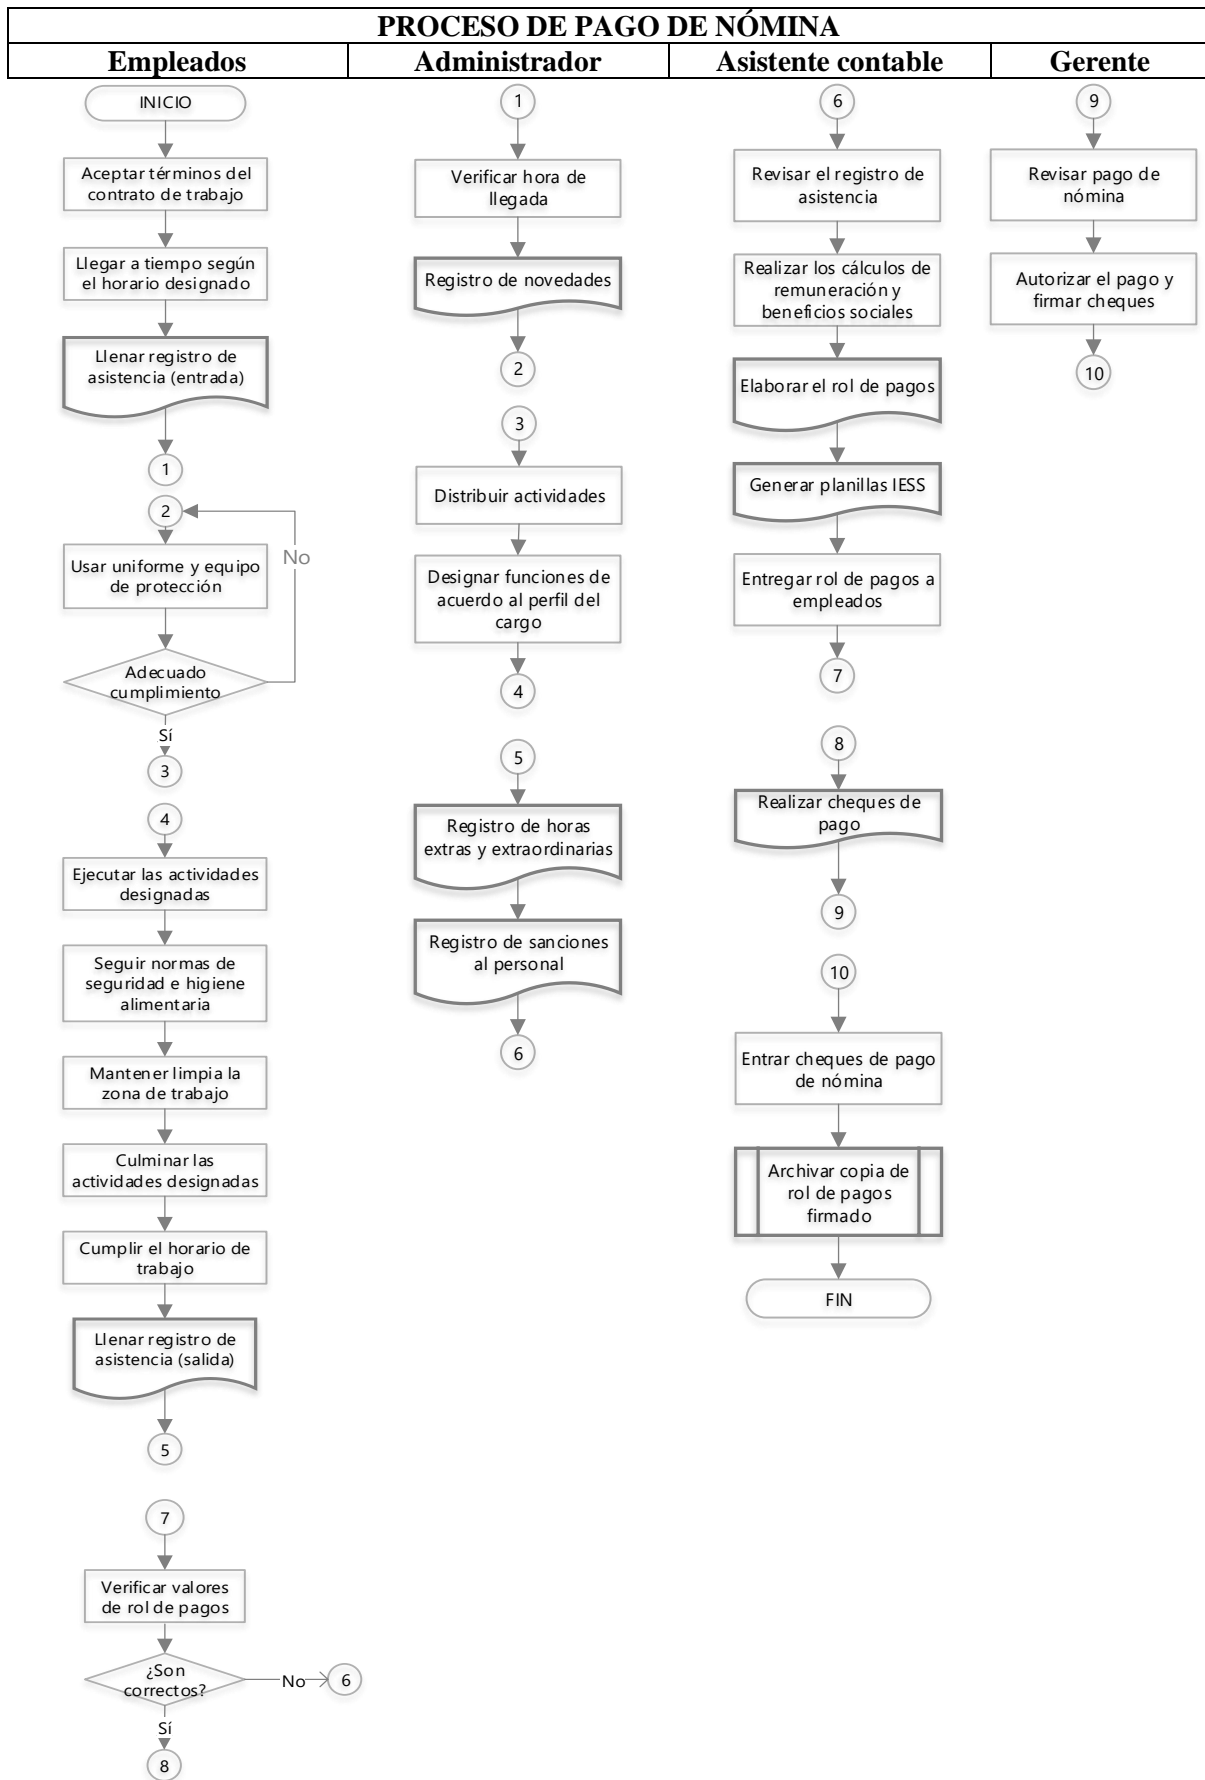 PROCESO DE PAGO DE NÓMINA
Empleados
Administrador
Asistente contable
Gerente
INICIO
Aceptar términos del
contrato de trabajo
Llegar a tiempo según
el horario designado
Llenar registro de
asistencia (entrada)
1
2
No
Usar uniforme y equipo
de protección
Adecuado
cumplimiento
Sí
3
4
Ejecutar las actividades
designadas
Seguir normas de
seguridad e higiene
alimentaria
Mantener limpia la
zona de trabajo
Culminar las
actividades designadas
Cumplir el horario de
trabajo
Llenar registro de
asistencia (salida)
5
7
Verificar valores
de rol de pagos
¿Son
correctos?
No
6
Sí
8
1
Verificar hora de
llegada
Registro de novedades
2
3
Distribuir actividades
Designar funciones de
acuerdo al perfil del
cargo
4
5
Registro de horas
extras y extraordinarias
Registro de sanciones
al personal
6
6
Revisar el registro de
asistencia
Realizar los cálculos de
remuneración y
beneficios sociales
Elaborar el rol de pagos
Generar planillas IESS
Entregar rol de pagos a
empleados
7
8
Realizar cheques de
pago
9
10
Entrar cheques de pago
de nómina
Archivar copia de
rol de pagos
firmado
FIN
9
Revisar pago de
nómina
Autorizar el pago y
firmar cheques
10